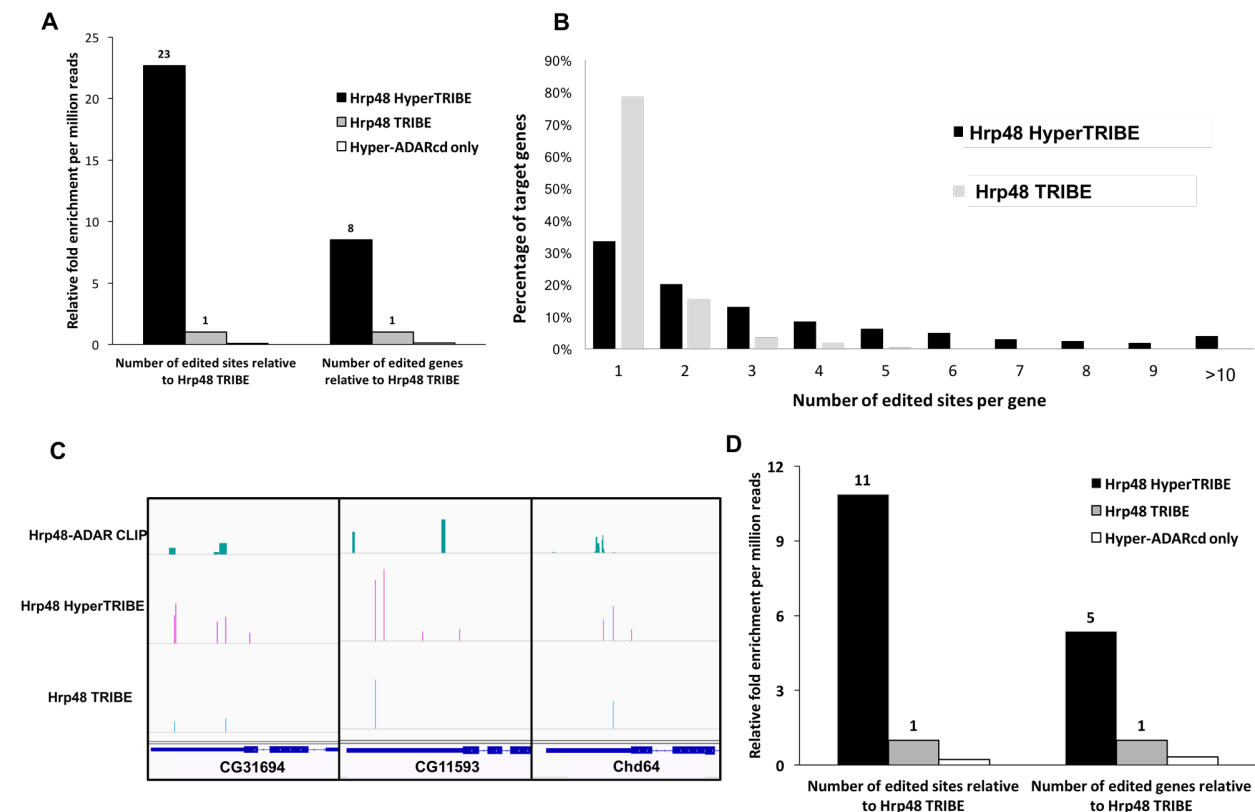 A
Relative fold enrichment per million reads
25
20
15
10
5
0
23
1
8
1
Hrp48 HyperTRIBE
Hrp48 TRIBE
Hyper-ADARcd only
Number of edited sites relative
to Hrp48 TRIBE
Number of edited genes
relative to Hrp48 TRIBE
B
Percentage of target genes
90%
80%
70%
60%
50%
40%
30%
20%
10%
0%
Hrp48 HyperTRIBE
Hrp48 TRIBE
1 2 3 4 5 6 7 8 9 >10
Number of edited sites per gene
C
Hrp48-ADAR CLIP
Hrp48 HyperTRIBE
Hrp48 TRIBE
CG31694 CG11593 Chd64
D
Relative fold enrichment per million reads
12
9
6
3
0
11
1
5
1
Hrp48 HyperTRIBE
Hrp48 TRIBE
Hyper-ADARcd only
Number of edited sites relative
to Hrp48 TRIBE
Number of edited genes relative
to Hrp48 TRIBE